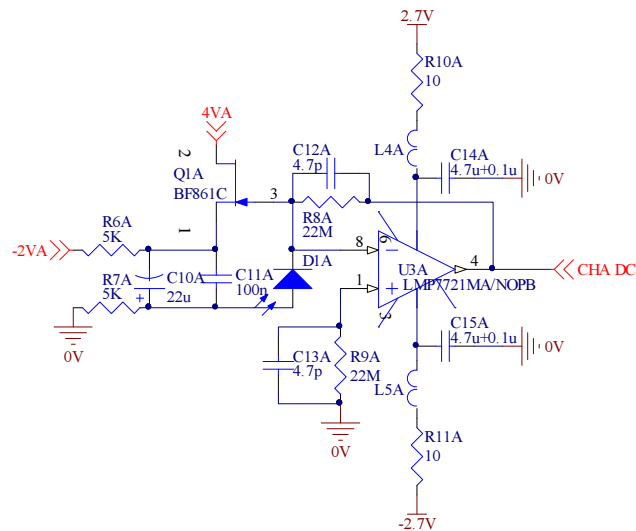 2.7V
R10A
10
4VA
2
C12A
4.7p
L4A
C14A
4.7u+0.1u
0V
Q1A
BF861C
3
R8A
22M
1
R6A
5K
-2VA
8
6
4
CHA DC
D1A
U3A
LMP7721MA/NOPB
R7A
5K
C10A
22u
+
C11A
100n
1
3
0V
C15A
4.7u+0.1u
0V
C13A
4.7p
R9A
22M
L5A
0V
R11A
10
-2.7V